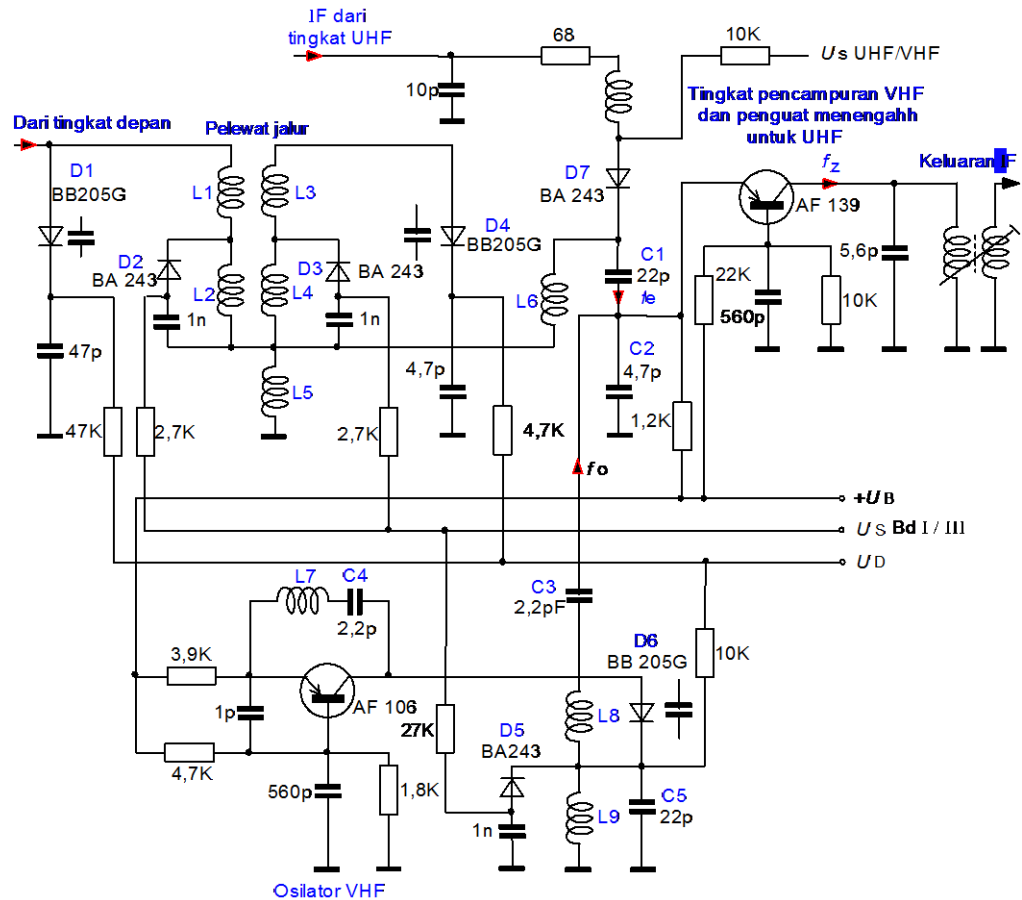 IF dari
tingkat UHF
68
10K
Us UHF/VHF
10p
Tingkat pencampuran VHF
dan penguat menengahh
untuk UHF
Dari tingkat depan
Pelewat jalur
Keluaran IF
D1
BB205G
L1
L3
D7
BA 243
fz
AF 139
D4
BB205G
D2
BA 243
D3
BA 243
C1
22p
5,6p
L2
L4
L6
fe
22K
560p
10K
1n
1n
47p
C2
4,7p
4,7p
L5
1,2K
47K
2,7K
2,7K
4,7K
fo
+UB
US Bd I / III
UD
L7
C4
2,2p
C3
2,2pF
D6
BB 205G
10K
3,9K
AF 106
1p
27K
D5
BA243
L8
4,7K
560p
1,8K
1n
L9
C5
22p
Osilator VHF